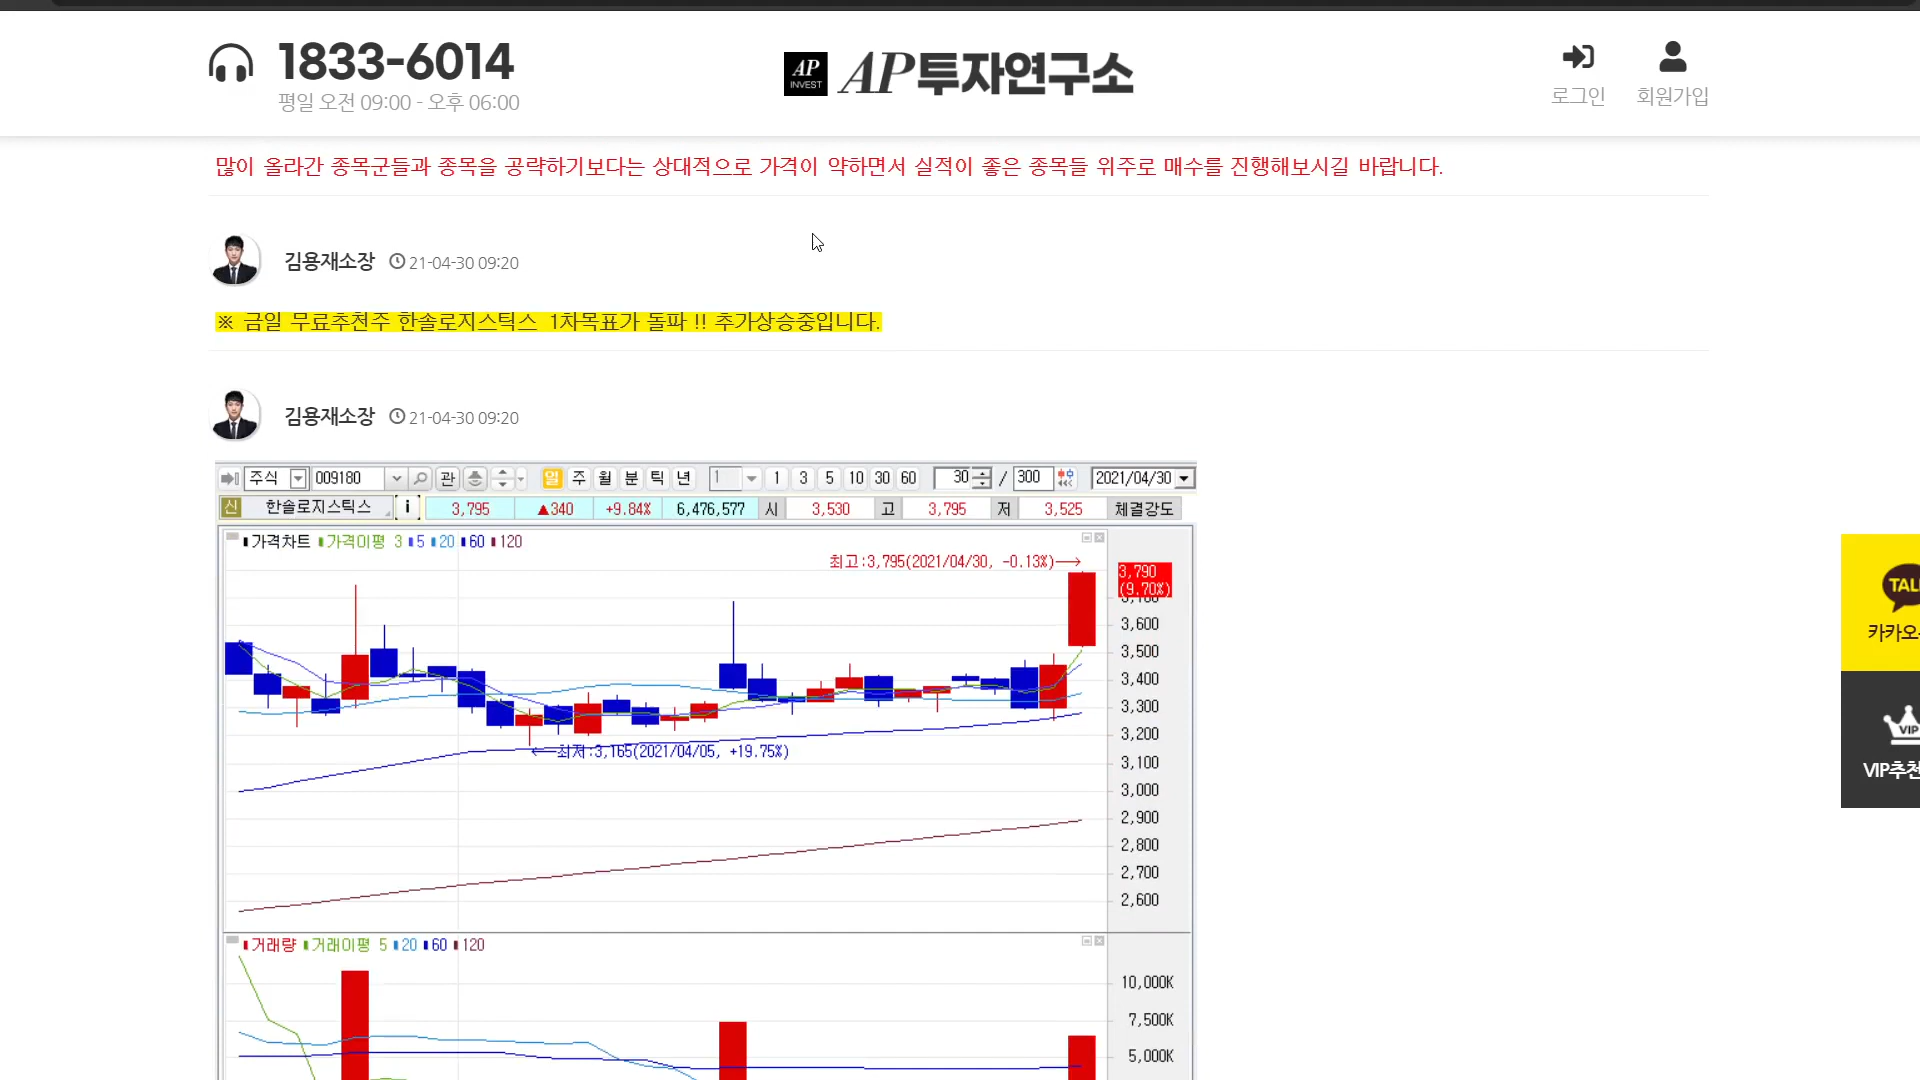 1833-6014
평일 오전 09:00 - 오후 06:00
AP INVEST
AP투자연구소
로그인
회원가입
많이 올라간 종목군들과 종목을 공략하기보다는 상대적으로 가격이 약하면서 실적이 좋은 종목들 위주로 매수를 진행해보시길 바랍니다.
김용재소장 21-04-30 09:20
※ 금일 무료추천주 한솔로지스틱스 1차목표가 돌파 !! 추가상승중입니다.
김용재소장 21-04-30 09:20
주식 009180 관 일 주 월 분 틱 년 1 1 3 5 10 30 60 30 / 300 2021/04/30
신 한솔로지스틱스 i 3,795 ▲340 +9.84% 6,476,577 시 3,530 고 3,795 저 3,525 체결강도
가격차트 가격이평 3 5 20 60 120
최고:3,795(2021/04/30, -0.13%)
3,790
(9.70%)
3,600
3,500
3,400
3,300
3,200
최저:3,165(2021/04/05, +19.75%)
3,100
3,000
2,900
2,800
2,700
2,600
거래량 거래이평 5 20 60 120
10,000K
7,500K
5,000K
TAL
카카오
VIP
VIP추천